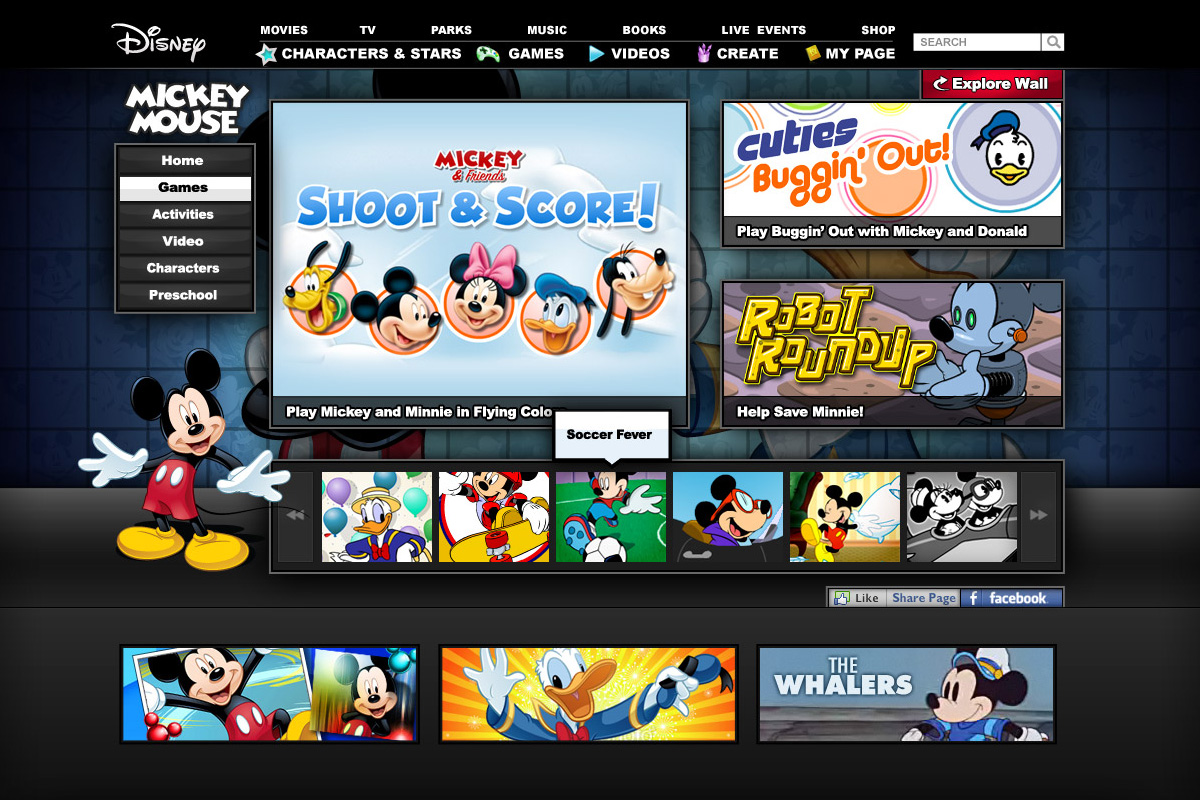 Disney
MOVIES TV PARKS MUSIC BOOKS LIVE EVENTS SHOP
CHARACTERS & STARS GAMES VIDEOS CREATE MY PAGE
SEARCH
Explore Wall
MICKEY
MOUSE
Home
Games
Activities
Video
Characters
Preschool
MICKEY
& Friends
SHOOT & SCORE!
Play Mickey and Minnie in Flying Colo
cuties
Buggin' Out!
Play Buggin' Out with Mickey and Donald
ROBOT
ROUNDUP
Help Save Minnie!
Soccer Fever
Like Share Page facebook
THE
WHALERS